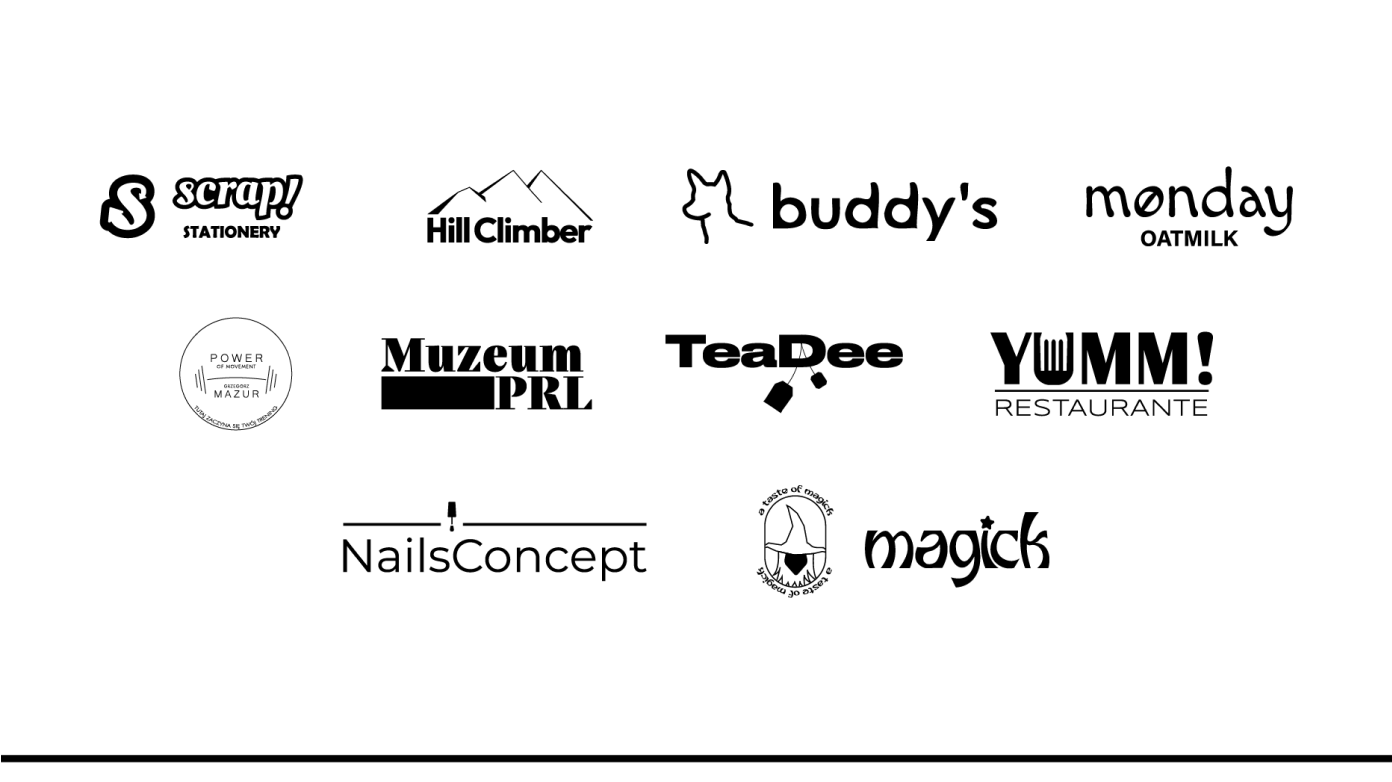 S scrap!
STATIONERY
Hill Climber
buddy's
mønday
OATMILK
POWER
OF MOVEMENT
GRZEGORZ
MAZUR
TUTAJ ZACZYNA SIĘ TWÓJ TRENING
Muzeum
PRL
TeaDee
YUMM!
RESTAURANTE
NailsConcept
a taste of magick
a taste of magick
magick